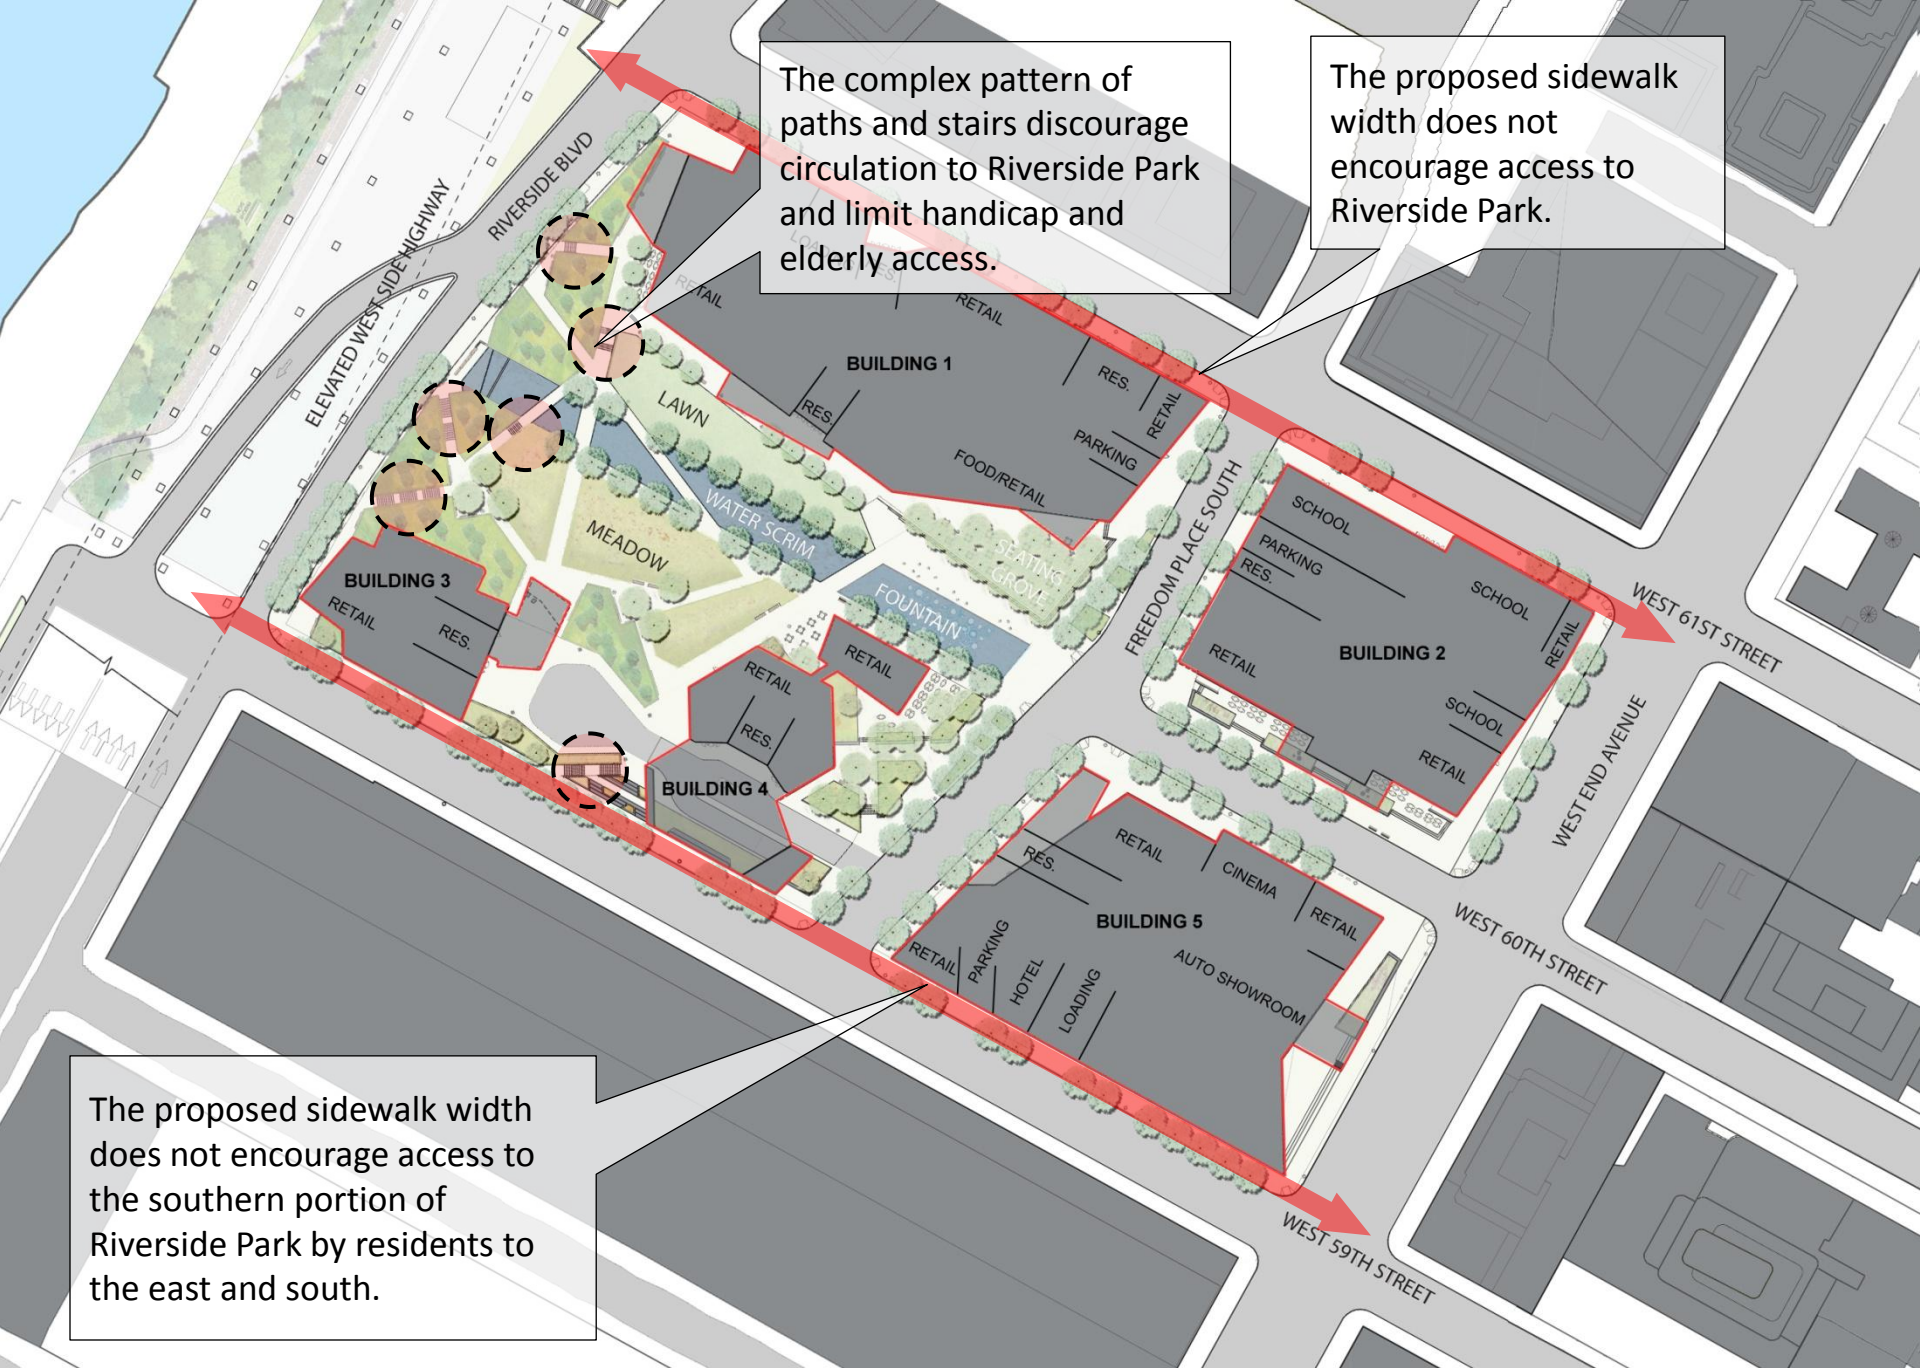 The complex pattern of
paths and stairs discourage
circulation to Riverside Park
and limit handicap and
elderly access.
The proposed sidewalk
width does not
encourage access to
Riverside Park.
RIVERSIDE BLVD
ELEVATED WEST SIDE HIGHWAY
RETAIL
RETAIL
BUILDING 1
RES.
RETAIL
RES.
PARKING
FOOD/RETAIL
LAWN
WATER SCRIM
MEADOW
SEATING
GROVE
FOUNTAIN
FREEDOM PLACE SOUTH
SCHOOL
PARKING
RES.
SCHOOL
RETAIL
BUILDING 2
RETAIL
SCHOOL
RETAIL
WEST 61ST STREET
WEST END AVENUE
BUILDING 3
RETAIL
RES.
RETAIL
RETAIL
RES.
BUILDING 4
RETAIL
CINEMA
RES.
RETAIL
BUILDING 5
RETAIL
PARKING
HOTEL
LOADING
AUTO SHOWROOM
WEST 60TH STREET
WEST 59TH STREET
The proposed sidewalk width
does not encourage access to
the southern portion of
Riverside Park by residents to
the east and south.